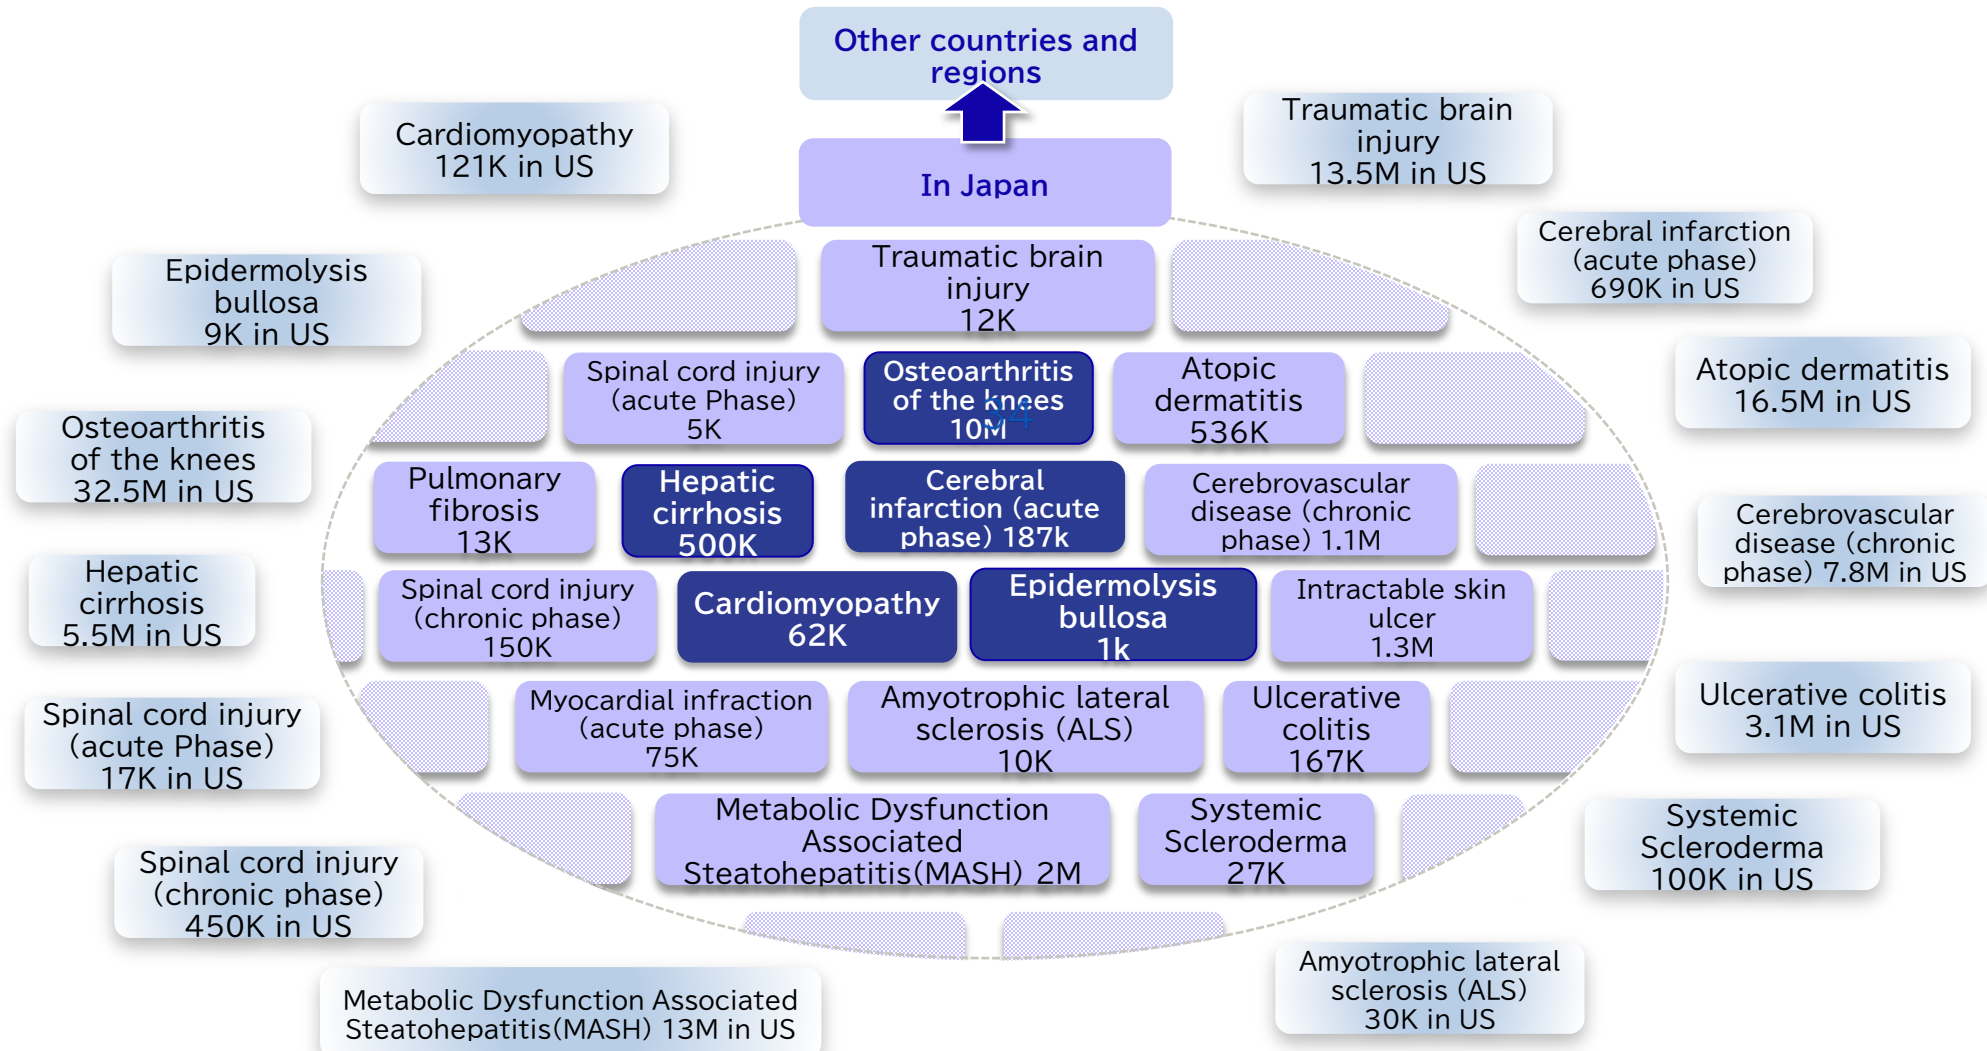 Other countries and
regions
Cardiomyopathy
121K in US
Traumatic brain
injury
13.5M in US
In Japan
Epidermolysis
bullosa
9K in US
Traumatic brain
injury
12K
Cerebral infarction
(acute phase)
690K in US
Spinal cord injury
(acute Phase)
5K
Osteoarthritis
of the knees
10M
34
Atopic
dermatitis
536K
Atopic dermatitis
16.5M in US
Osteoarthritis
of the knees
32.5M in US
Pulmonary
fibrosis
13K
Hepatic
cirrhosis
500K
Cerebral
infarction (acute
phase) 187k
Cerebrovascular
disease (chronic
phase) 1.1M
Cerebrovascular
disease (chronic
phase) 7.8M in US
Hepatic
cirrhosis
5.5M in US
Spinal cord injury
(chronic phase)
150K
Cardiomyopathy
62K
Epidermolysis
bullosa
1k
Intractable skin
ulcer
1.3M
Spinal cord injury
(acute Phase)
17K in US
Myocardial infraction
(acute phase)
75K
Amyotrophic lateral
sclerosis (ALS)
10K
Ulcerative
colitis
167K
Ulcerative colitis
3.1M in US
Metabolic Dysfunction
Associated
Steatohepatitis(MASH) 2M
Systemic
Scleroderma
27K
Systemic
Scleroderma
100K in US
Spinal cord injury
(chronic phase)
450K in US
Metabolic Dysfunction Associated
Steatohepatitis(MASH) 13M in US
Amyotrophic lateral
sclerosis (ALS)
30K in US